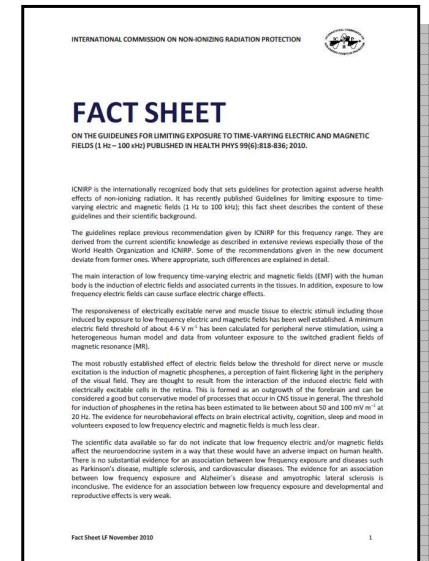 INTERNATIONAL COMMISSION ON NON-IONIZING RADIATION PROTECTION
FACT SHEET
ON THE GUIDELINES FOR LIMITING EXPOSURE TO TIME-VARYING ELECTRIC AND MAGNETIC
FIELDS (1 Hz – 100 kHz) PUBLISHED IN HEALTH PHYS 99(6):818-836; 2010.
ICNIRP is the internationally recognized body that sets guidelines for protection against adverse health
effects of non-ionizing radiation. It has recently published Guidelines for limiting exposure to time-
varying electric and magnetic fields (1 Hz to 100 kHz); this fact sheet describes the content of these
guidelines and their scientific background.
The guidelines replace previous recommendation given by ICNIRP for this frequency range. They are
derived from the current scientific knowledge as described in extensive reviews especially those of the
World Health Organization and ICNIRP. Some of the recommendations given in the new document
deviate from former ones. Where appropriate, such differences are explained in detail.
The main interaction of low frequency time-varying electric and magnetic fields (EMF) with the human
body is the induction of electric fields and associated currents in the tissues. In addition, exposure to low
frequency electric fields can cause surface electric charge effects.
The responsiveness of electrically excitable nerve and muscle tissue to electric stimuli including those
induced by exposure to low frequency electric and magnetic fields has been well established. A minimum
electric field threshold of about 4-6 V m⁻¹ has been calculated for peripheral nerve stimulation, using a
heterogeneous human model and data from volunteer exposure to the switched gradient fields of
magnetic resonance (MR).
The most robustly established effect of electric fields below the threshold for direct nerve or muscle
excitation is the induction of magnetic phosphenes, a perception of faint flickering light in the periphery
of the visual field. They are thought to result from the interaction of the induced electric field with
electrically excitable cells in the retina. This is formed as an outgrowth of the forebrain and can be
considered a good but conservative model of processes that occur in CNS tissue in general. The threshold
for induction of phosphenes in the retina has been estimated to lie between about 50 and 100 mV m⁻¹ at
20 Hz. The evidence for neurobehavioral effects on brain electrical activity, cognition, sleep and mood in
volunteers exposed to low frequency electric and magnetic fields is much less clear.
The scientific data available so far do not indicate that low frequency electric and/or magnetic fields
affect the neuroendocrine system in a way that these would have an adverse impact on human health.
There is no substantial evidence for an association between low frequency exposure and diseases such
as Parkinson's disease, multiple sclerosis, and cardiovascular diseases. The evidence for an association
between low frequency exposure and Alzheimer´s disease and amyotrophic lateral sclerosis is
inconclusive. The evidence for an association between low frequency exposure and developmental and
reproductive effects is very weak.
Fact Sheet LF November 2010 1